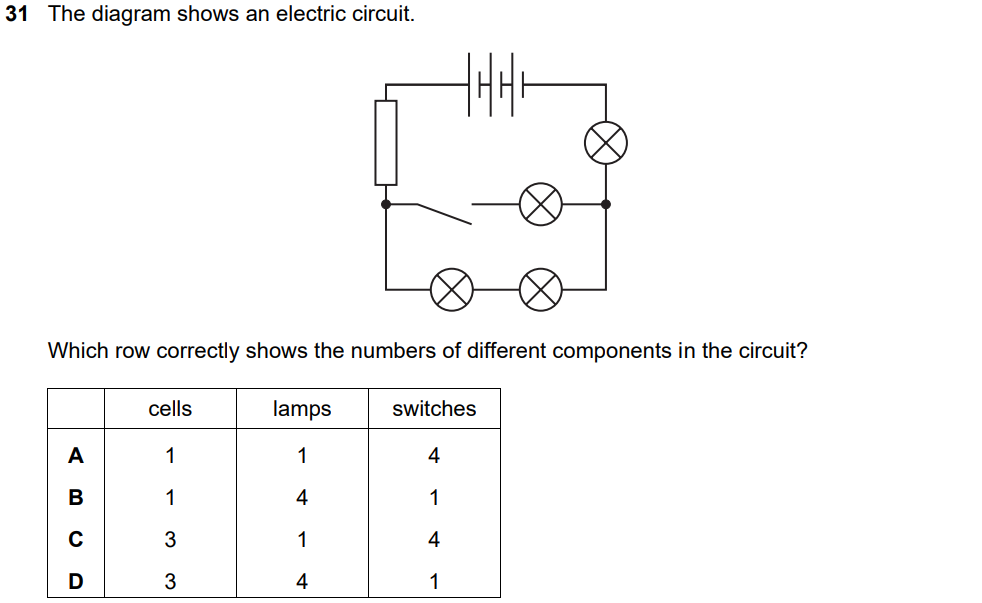 31 The diagram shows an electric circuit.
Which row correctly shows the numbers of different components in the circuit?
cells lamps switches
A 1 1 4
B 1 4 1
C 3 1 4
D 3 4 1